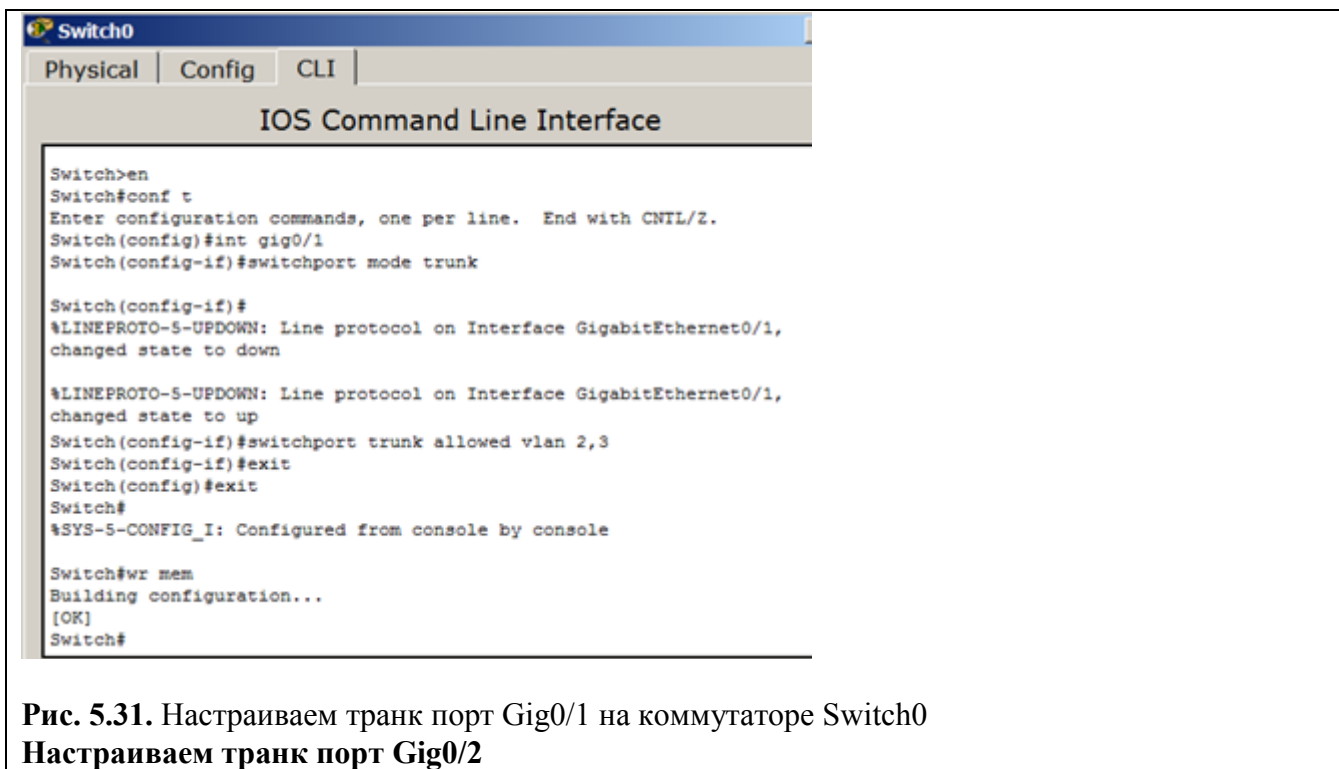 Switch0
Physical Config CLI
IOS Command Line Interface
Switch>en
Switch#conf t
Enter configuration commands, one per line.  End with CNTL/Z.
Switch(config)#int gig0/1
Switch(config-if)#switchport mode trunk
Switch(config-if)#
%LINEPROTO-5-UPDOWN: Line protocol on Interface GigabitEthernet0/1,
changed state to down
%LINEPROTO-5-UPDOWN: Line protocol on Interface GigabitEthernet0/1,
changed state to up
Switch(config-if)#switchport trunk allowed vlan 2,3
Switch(config-if)#exit
Switch(config)#exit
Switch#
%SYS-5-CONFIG_I: Configured from console by console
Switch#wr mem
Building configuration...
[OK]
Switch#
Рис. 5.31. Настраиваем транк порт Gig0/1 на коммутаторе Switch0
Настраиваем транк порт Gig0/2